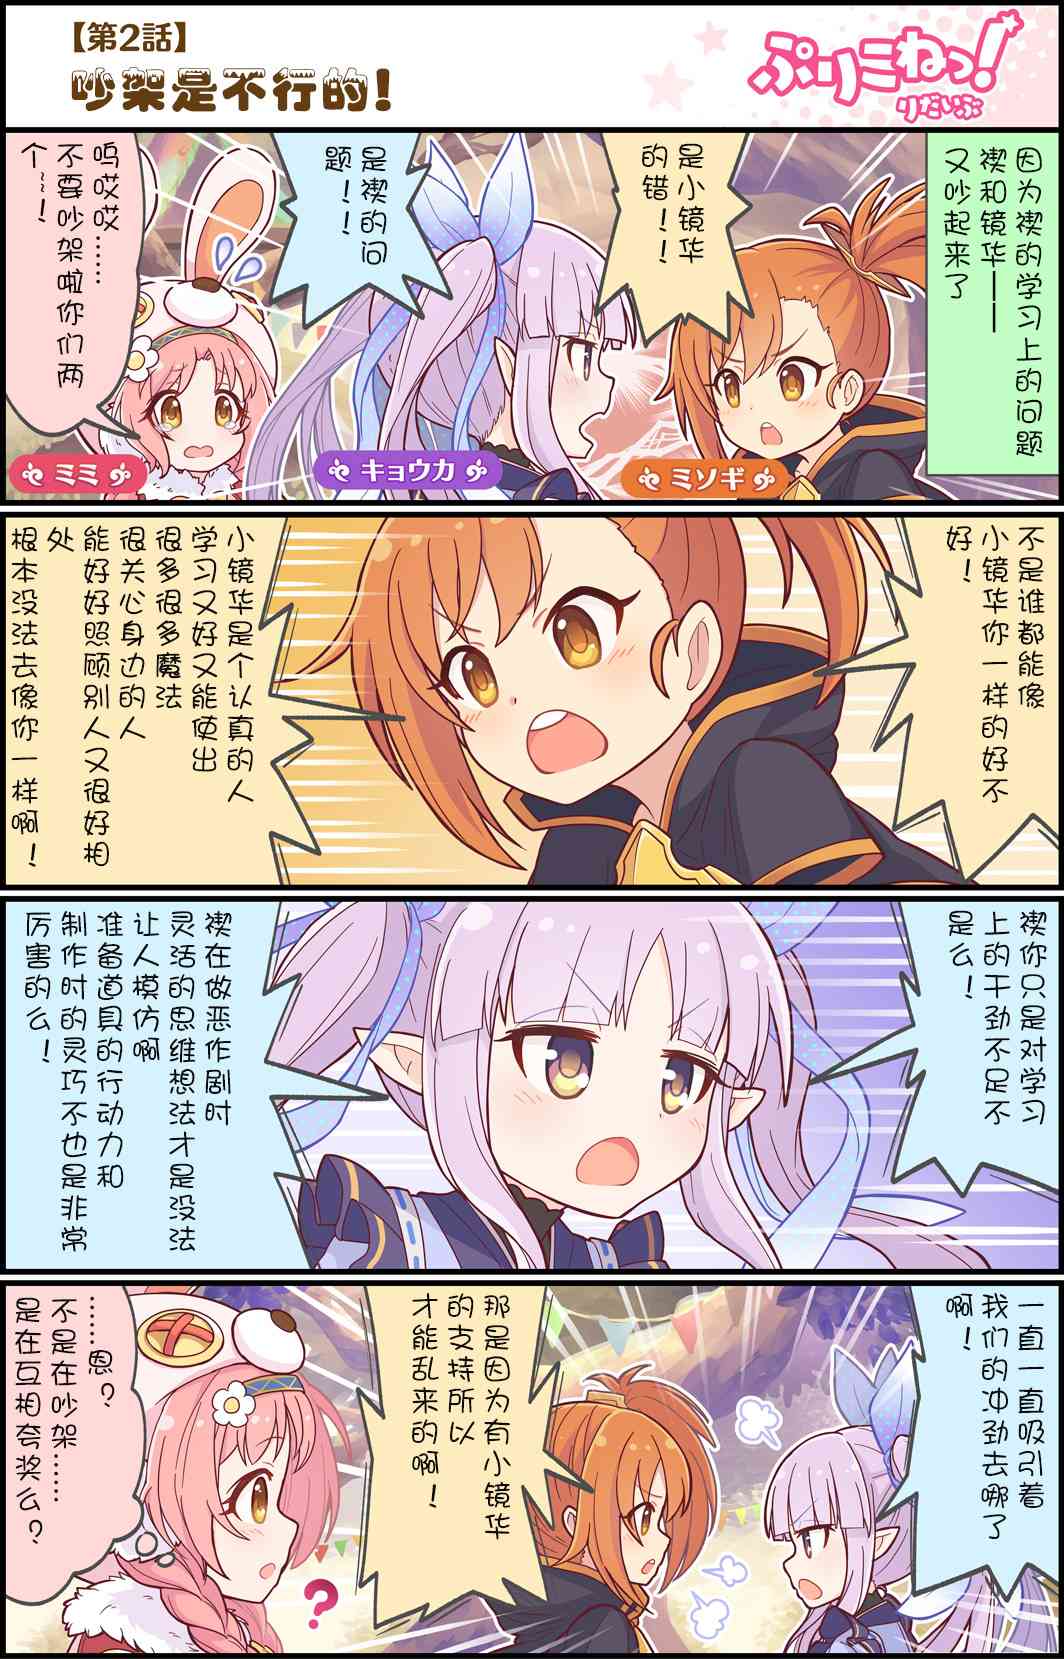 【第2話】
吵架是不行的！
ぷりこねっ！
りだいぶ
因为禊的学习上的问题
禊和镜华——
又吵起来了
是小镜华
的错！！
是禊的问
题！！
呜哎哎……
不要吵架啦你们两
个~~！
ミソギ
キョウカ
ミミ
不是谁都能像
小镜华你一样的好不
好！
小镜华是个认真的人
学习又好又能使出
很多很多魔法
很关心身边的人
能好好照顾别人又很好相
处
根本没法去像你一样啊！
禊你只是对学习
上的干劲不足不
是么！
禊在做恶作剧时
灵活的思维想法才是没法
让人模仿啊
准备道具的行动力和
制作时的灵巧不也是非常
厉害的么！
一直一直吸引着
我们的冲劲去哪了
啊！
那是因为有小镜华
的支持所以
才能乱来的啊！
……恩？
不是在吵架……
是在互相夸奖么？
?